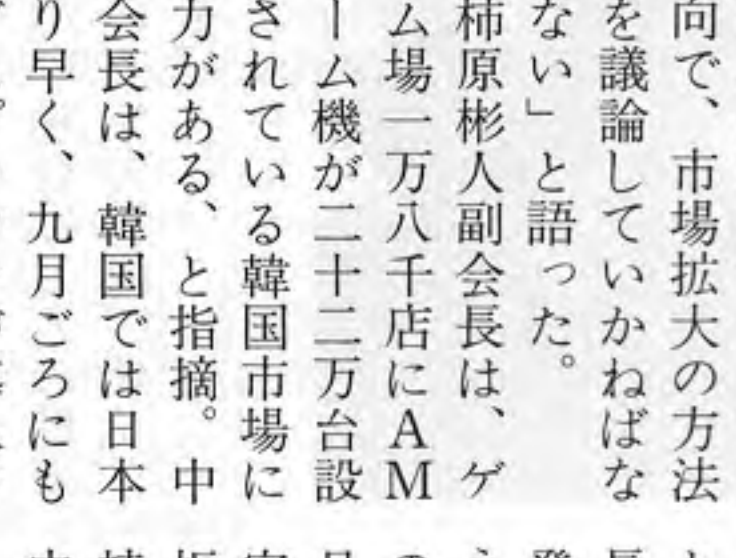 向で、市場拡大の方法
を議論していかねばな
ない」と語った。
柿原彬人副会長は、ゲ
ム場一万八千店にAM
ーム機が二十二万台設
されている韓国市場に
力がある、と指摘。中
会長は、韓国では日本
り早く、九月ごろにも